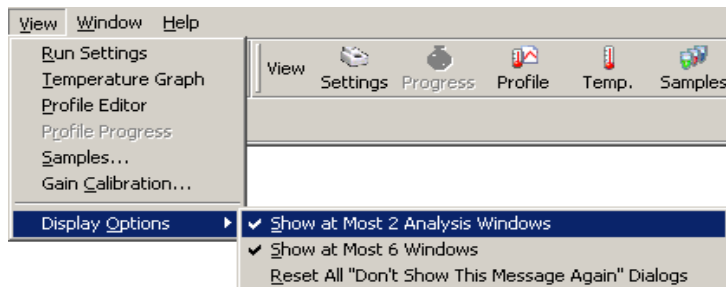 View Window Help
Run Settings
Temperature Graph
Profile Editor
Profile Progress
Samples...
Gain Calibration...
Display Options
View Settings Progress Profile Temp. Samples
Show at Most 2 Analysis Windows
Show at Most 6 Windows
Reset All "Don't Show This Message Again" Dialogs